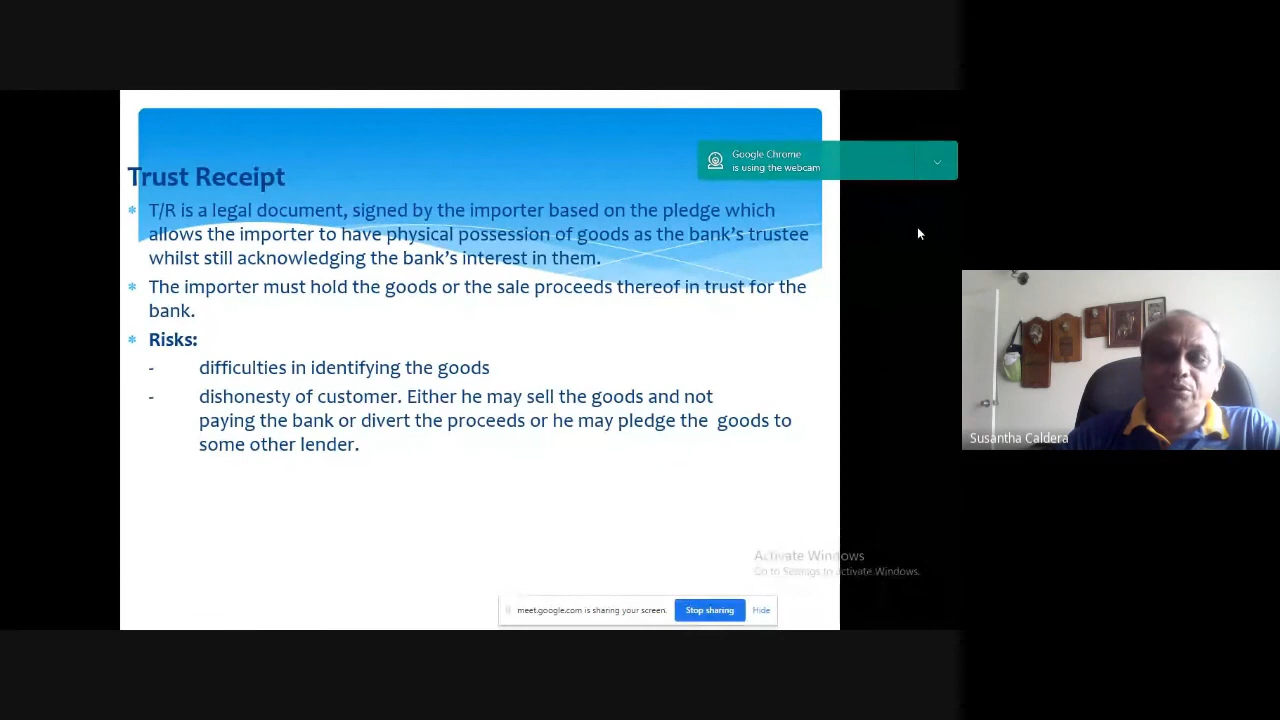 Google Chrome
is using the webcam
Trust Receipt
T/R is a legal document, signed by the importer based on the pledge which
allows the importer to have physical possession of goods as the bank's trustee
whilst still acknowledging the bank's interest in them.
The importer must hold the goods or the sale proceeds thereof in trust for the
bank.
Risks:
- difficulties in identifying the goods
- dishonesty of customer. Either he may sell the goods and not
paying the bank or divert the proceeds or he may pledge the goods to
some other lender.
Susantha Caldera
Activate Windows
Go to Settings to activate Windows.
meet.google.com is sharing your screen.
Stop sharing
Hide